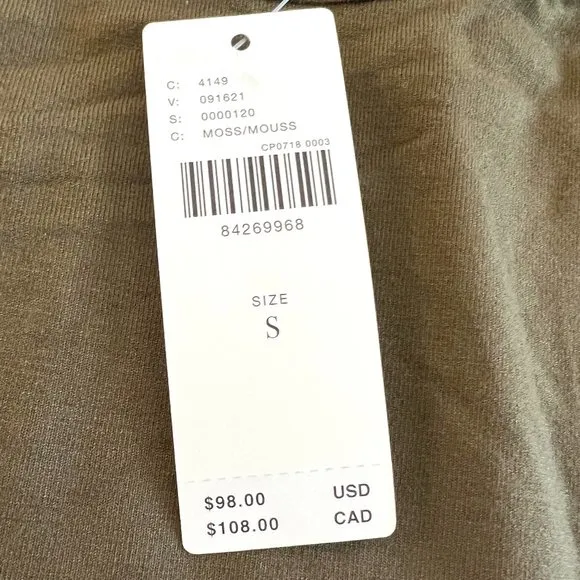 C: 4149
V: 091621
S: 0000120
C: MOSS/MOUSS
CP0718 0003
84269968
SIZE
S
$98.00 USD
$108.00 CAD